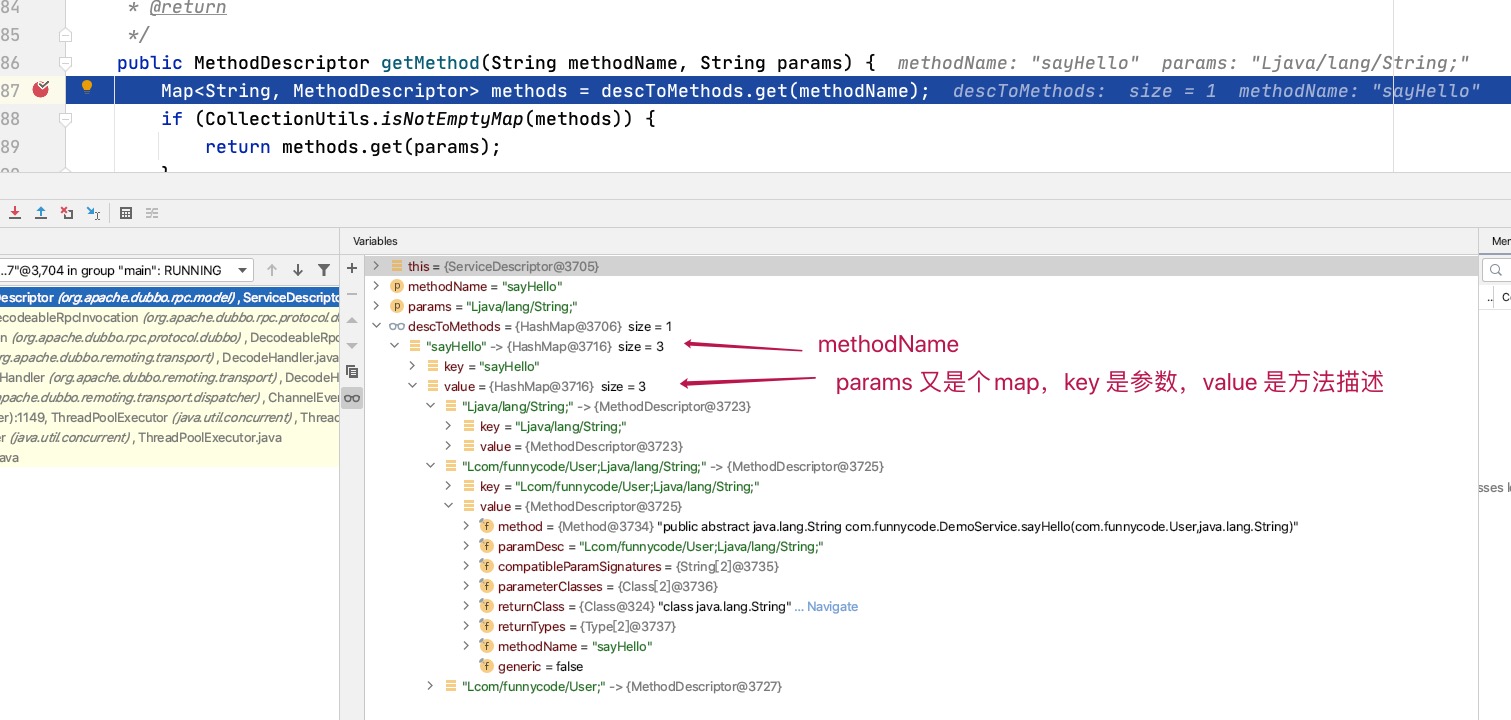 84 * @return
85 */
86 public MethodDescriptor getMethod(String methodName, String params) { methodName: "sayHello" params: "Ljava/lang/String;"
87 Map<String, MethodDescriptor> methods = descToMethods.get(methodName); descToMethods: size = 1 methodName: "sayHello"
88 if (CollectionUtils.isNotEmptyMap(methods)) {
89 return methods.get(params);
}
Variables
Mem
..7"@3,704 in group "main": RUNNING
escriptor (org.apache.dubbo.rpc.model), ServiceDescripto
ecodeableRpcInvocation (org.apache.dubbo.rpc.protocol.d
n (org.apache.dubbo.rpc.protocol.dubbo), DecodeableRpc
rg.apache.dubbo.remoting.transport), DecodeHandler.java
Handler (org.apache.dubbo.remoting.transport), DecodeH
apache.dubbo.remoting.transport.dispatcher), ChannelEve
er):1149, ThreadPoolExecutor (java.util.concurrent), Threa
er (java.util.concurrent), ThreadPoolExecutor.java
ava
this = {ServiceDescriptor@3705}
methodName = "sayHello"
params = "Ljava/lang/String;"
descToMethods = {HashMap@3706} size = 1
"sayHello" -> {HashMap@3716} size = 3
methodName
key = "sayHello"
value = {HashMap@3716} size = 3
params 又是个 map，key 是参数，value 是方法描述
"Ljava/lang/String;" -> {MethodDescriptor@3723}
key = "Ljava/lang/String;"
value = {MethodDescriptor@3723}
"Lcom/funnycode/User;Ljava/lang/String;" -> {MethodDescriptor@3725}
key = "Lcom/funnycode/User;Ljava/lang/String;"
value = {MethodDescriptor@3725}
method = {Method@3734} "public abstract java.lang.String com.funnycode.DemoService.sayHello(com.funnycode.User,java.lang.String)"
paramDesc = "Lcom/funnycode/User;Ljava/lang/String;"
compatibleParamSignatures = {String[2]@3735}
parameterClasses = {Class[2]@3736}
returnClass = {Class@324} "class java.lang.String" ... Navigate
returnTypes = {Type[2]@3737}
methodName = "sayHello"
generic = false
"Lcom/funnycode/User;" -> {MethodDescriptor@3727}
.. C
sses l